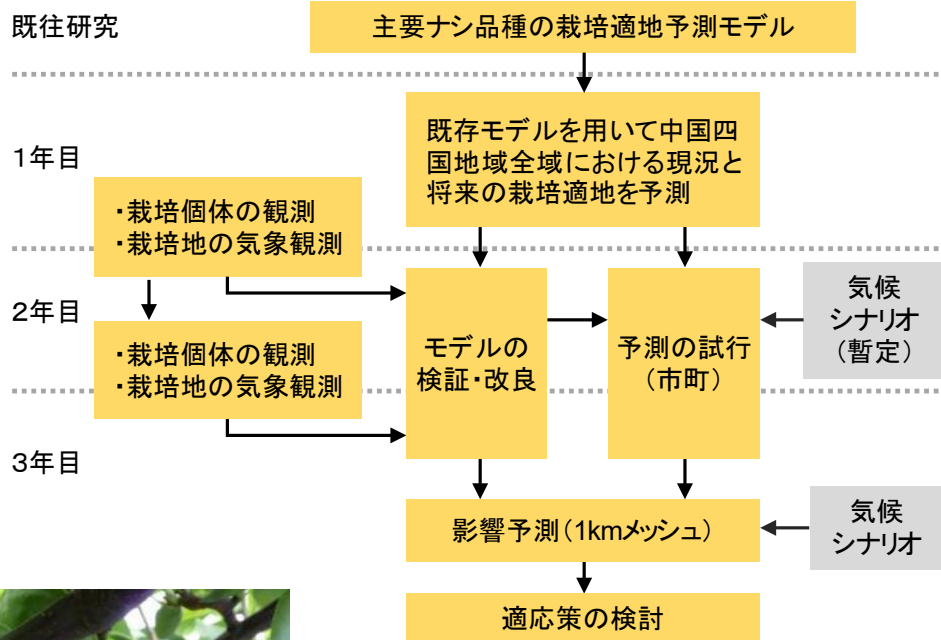 既往研究
主要ナシ品種の栽培適地予測モデル
1年目
既存モデルを用いて中国四
国地域全域における現況と
将来の栽培適地を予測
・栽培個体の観測
・栽培地の気象観測
2年目
・栽培個体の観測
・栽培地の気象観測
モデルの
検証・改良
予測の試行
(市町)
気候
シナリオ
(暫定)
3年目
影響予測(1kmメッシュ)
気候
シナリオ
適応策の検討